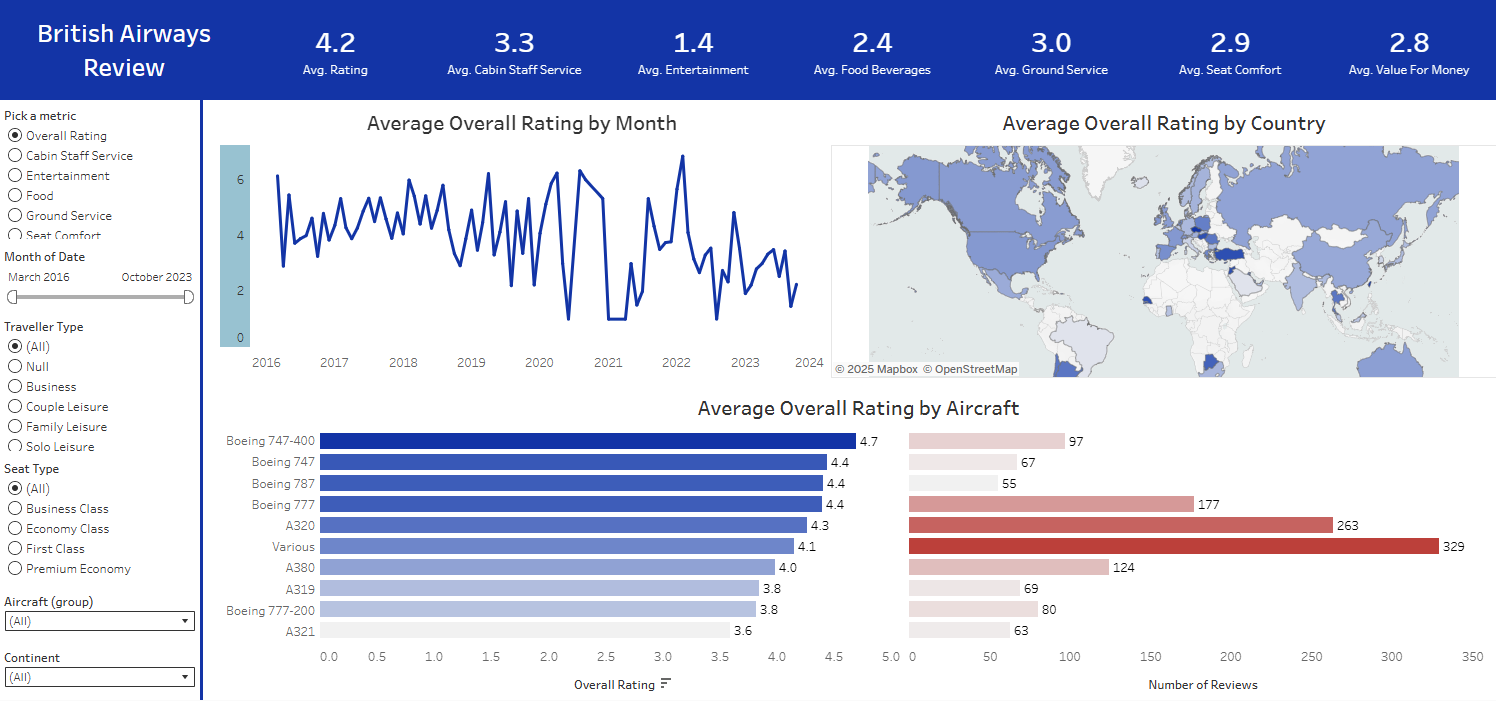 British Airways
Review
4.2
Avg. Rating
3.3
Avg. Cabin Staff Service
1.4
Avg. Entertainment
2.4
Avg. Food Beverages
3.0
Avg. Ground Service
2.9
Avg. Seat Comfort
2.8
Avg. Value For Money
Pick a metric
Overall Rating
Cabin Staff Service
Entertainment
Food
Ground Service
Seat Comfort
Month of Date
March 2016 October 2023
Traveller Type
(All)
Null
Business
Couple Leisure
Family Leisure
Solo Leisure
Seat Type
(All)
Business Class
Economy Class
First Class
Premium Economy
Aircraft (group)
(All)
Continent
(All)
Average Overall Rating by Month
6
4
2
0
2016 2017 2018 2019 2020 2021 2022 2023 2024
Average Overall Rating by Country
© 2025 Mapbox © OpenStreetMap
Average Overall Rating by Aircraft
Boeing 747-400 4.7 97
Boeing 747 4.4 67
Boeing 787 4.4 55
Boeing 777 4.4 177
A320 4.3 263
Various 4.1 329
A380 4.0 124
A319 3.8 69
Boeing 777-200 3.8 80
A321 3.6 63
0.0 0.5 1.0 1.5 2.0 2.5 3.0 3.5 4.0 4.5 5.0 0 50 100 150 200 250 300 350
Overall Rating Number of Reviews